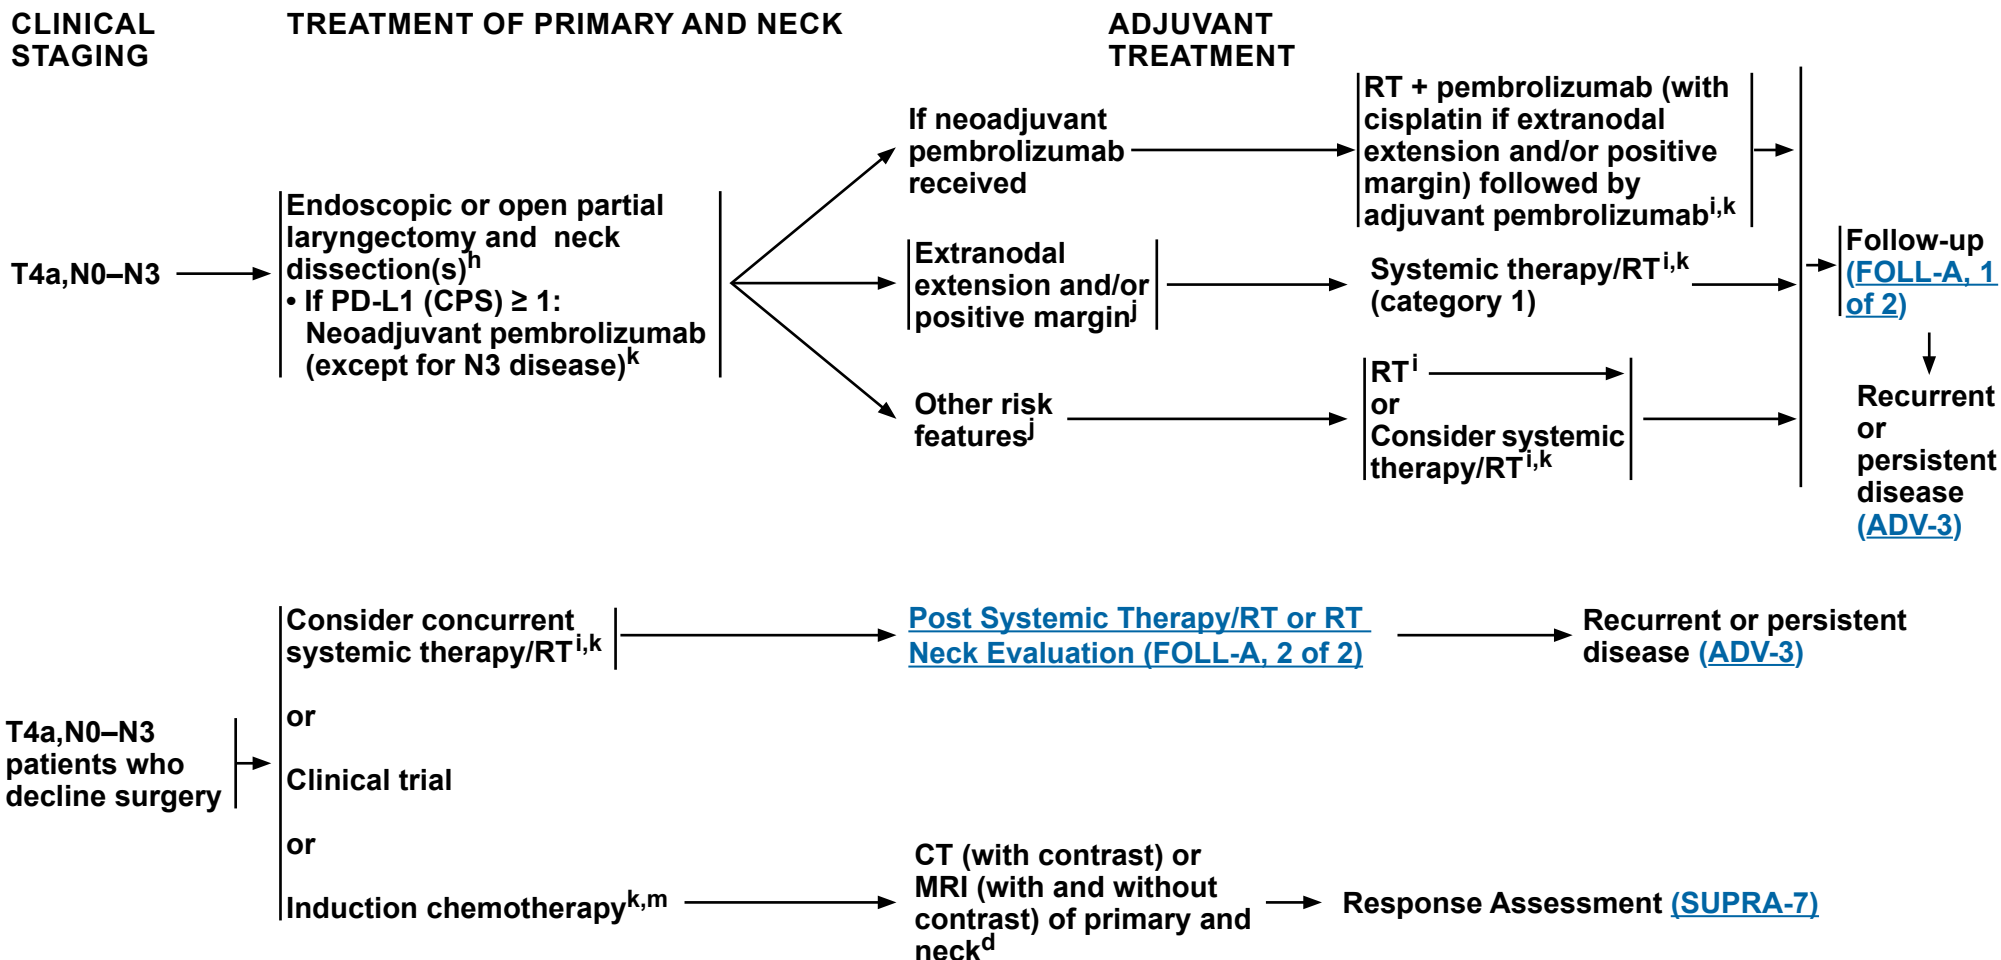 CLINICAL
STAGING
TREATMENT OF PRIMARY AND NECK
ADJUVANT
TREATMENT
T4a,N0–N3
Endoscopic or open partial
laryngectomy and neck
dissection(s)h
• If PD-L1 (CPS) ≥ 1:
Neoadjuvant pembrolizumab
(except for N3 disease)k
If neoadjuvant
pembrolizumab
received
RT + pembrolizumab (with
cisplatin if extranodal
extension and/or positive
margin) followed by
adjuvant pembrolizumabi,k
Extranodal
extension and/or
positive marginj
Systemic therapy/RTi,k
(category 1)
Other risk
featuresj
RTi
or
Consider systemic
therapy/RTi,k
Follow-up
(FOLL-A, 1
of 2)
Recurrent
or
persistent
disease
(ADV-3)
T4a,N0–N3
patients who
decline surgery
Consider concurrent
systemic therapy/RTi,k
or
Clinical trial
or
Induction chemotherapyk,m
Post Systemic Therapy/RT or RT
Neck Evaluation (FOLL-A, 2 of 2)
Recurrent or persistent
disease (ADV-3)
CT (with contrast) or
MRI (with and without
contrast) of primary and
neckd
Response Assessment (SUPRA-7)